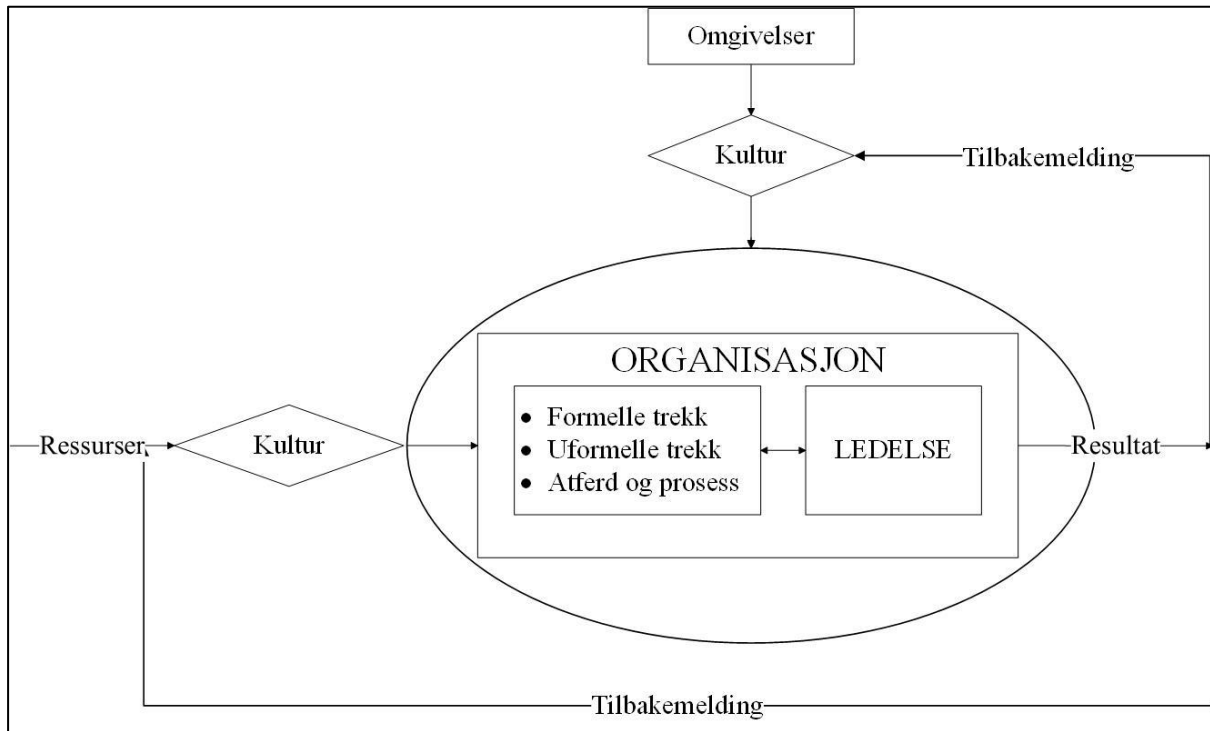 Omgivelser
Kultur
Tilbakemelding
ORGANISASJON
• Formelle trekk
• Uformelle trekk
• Atferd og prosess
LEDELSE
Ressurser
Kultur
Resultat
Tilbakemelding